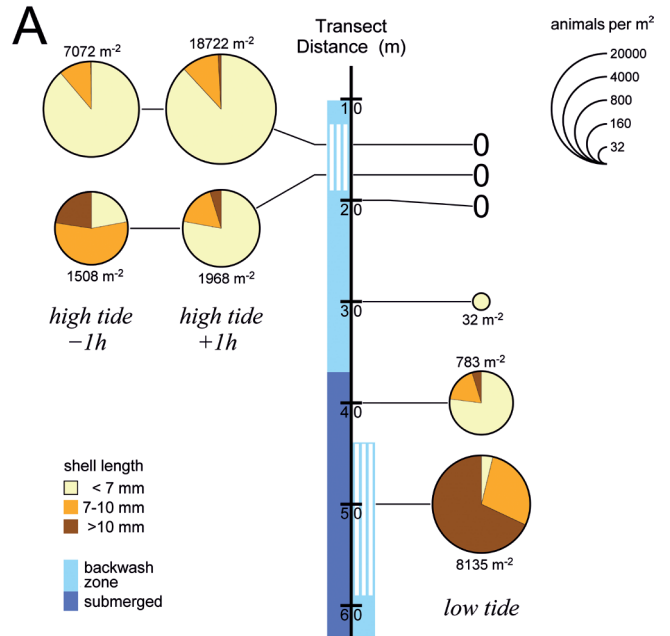 A
7072 m⁻²
18722 m⁻²
Transect
Distance (m)
animals per m²
20000
4000
800
160
32
10
0
0
20
0
1508 m⁻²
1968 m⁻²
high tide
−1h
high tide
+1h
30
32 m⁻²
783 m⁻²
40
shell length
< 7 mm
7-10 mm
>10 mm
50
8135 m⁻²
backwash
zone
submerged
60
low tide